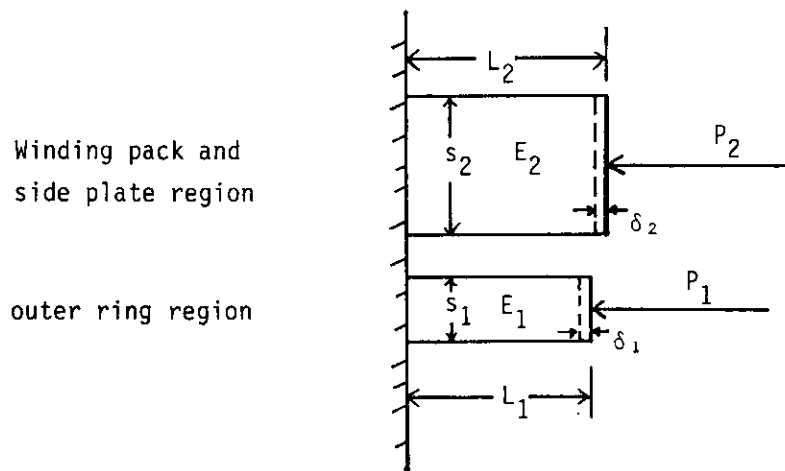 L₂
Winding pack and
side plate region
s₂
E₂
P₂
δ₂
outer ring region
s₁
E₁
P₁
δ₁
L₁